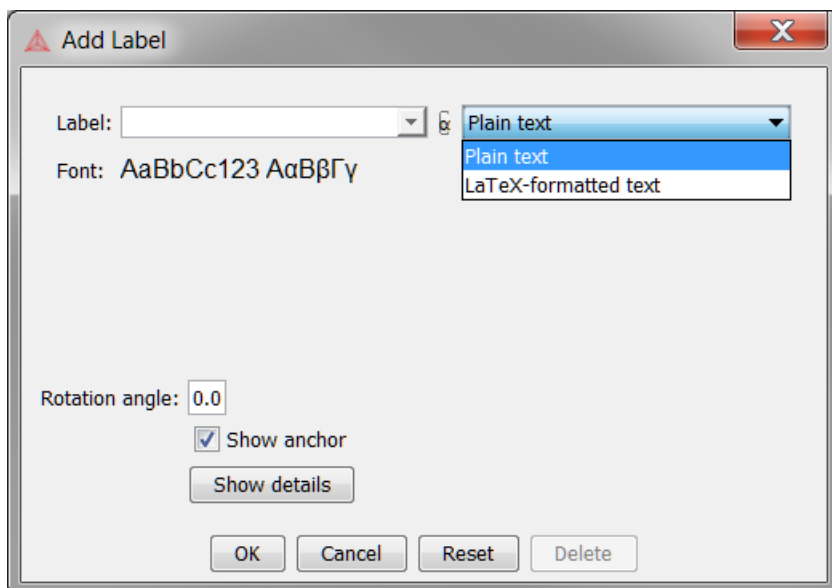 Add Label
Label: α Plain text
Plain text
Font: AaBbCc123 ΑαΒβΓγ
LaTeX-formatted text
Rotation angle: 0.0
Show anchor
Show details
OK Cancel Reset Delete